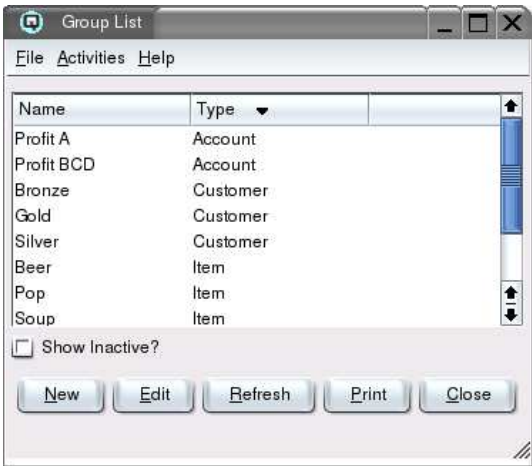 Group List
File Activities Help
Name Type
Profit A Account
Profit BCD Account
Bronze Customer
Gold Customer
Silver Customer
Beer Item
Pop Item
Soup Item
Show Inactive?
New Edit Refresh Print Close